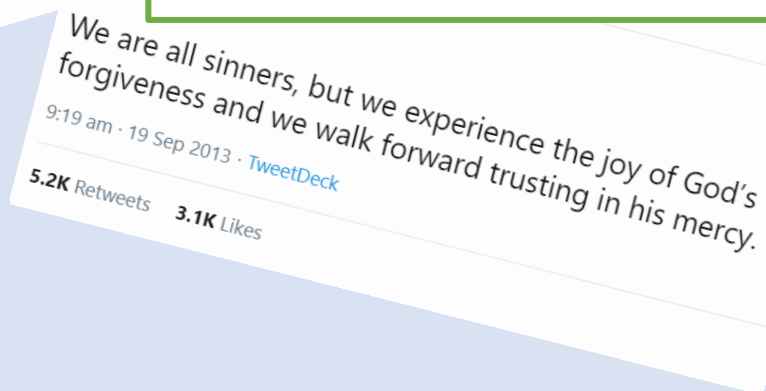 We are all sinners, but we experience the joy of God's
forgiveness and we walk forward trusting in his mercy.
9:19 am · 19 Sep 2013 · TweetDeck
5.2K Retweets 3.1K Likes